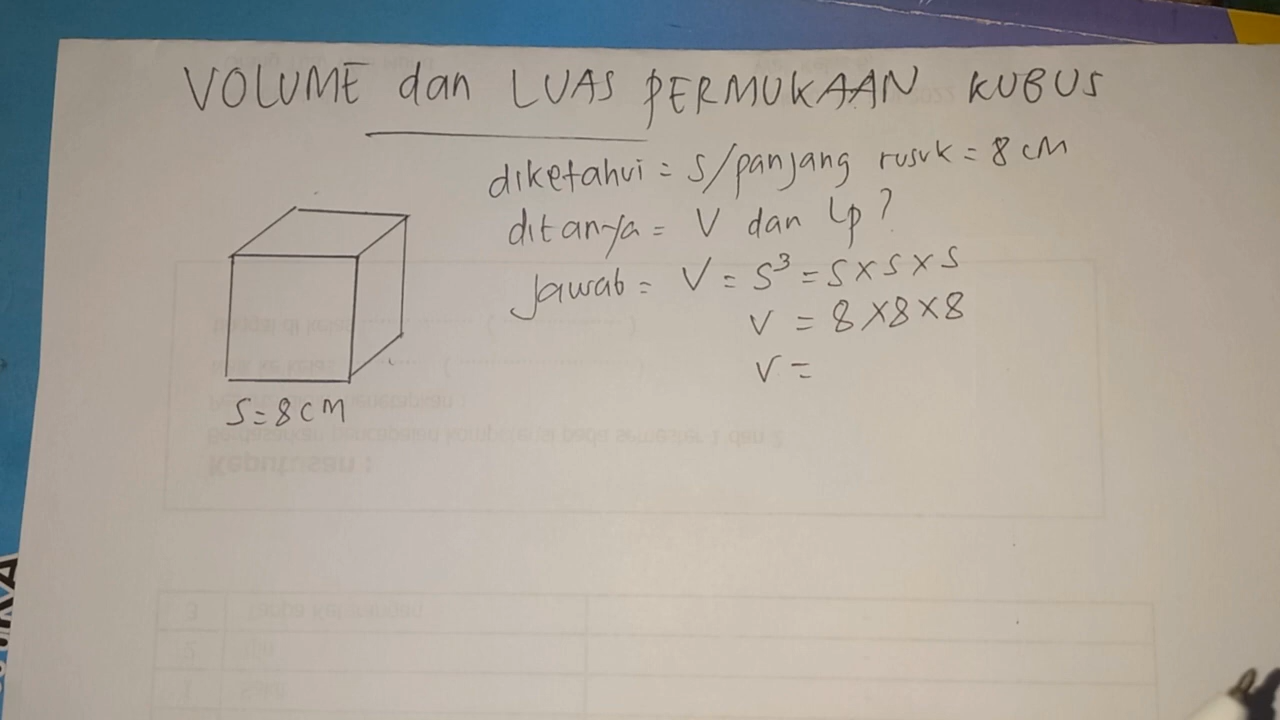 VOLUME dan LUAS PERMUKAAN KUBUS
diketahui = s/panjang rusuk = 8 cm
ditanya = V dan Lp?
Jawab = V = S³ = S x S x S
V = 8 x 8 x 8
V =
S = 8 cm
Keputusan :